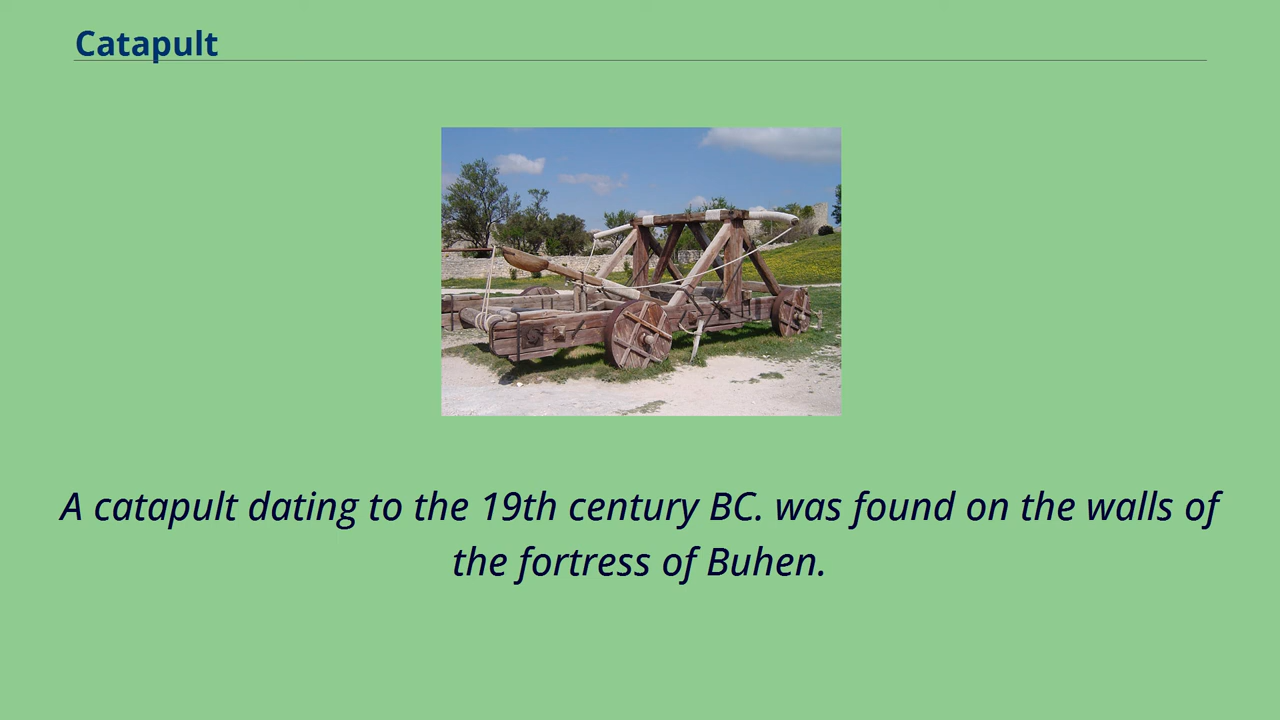 Catapult
A catapult dating to the 19th century BC. was found on the walls of
the fortress of Buhen.